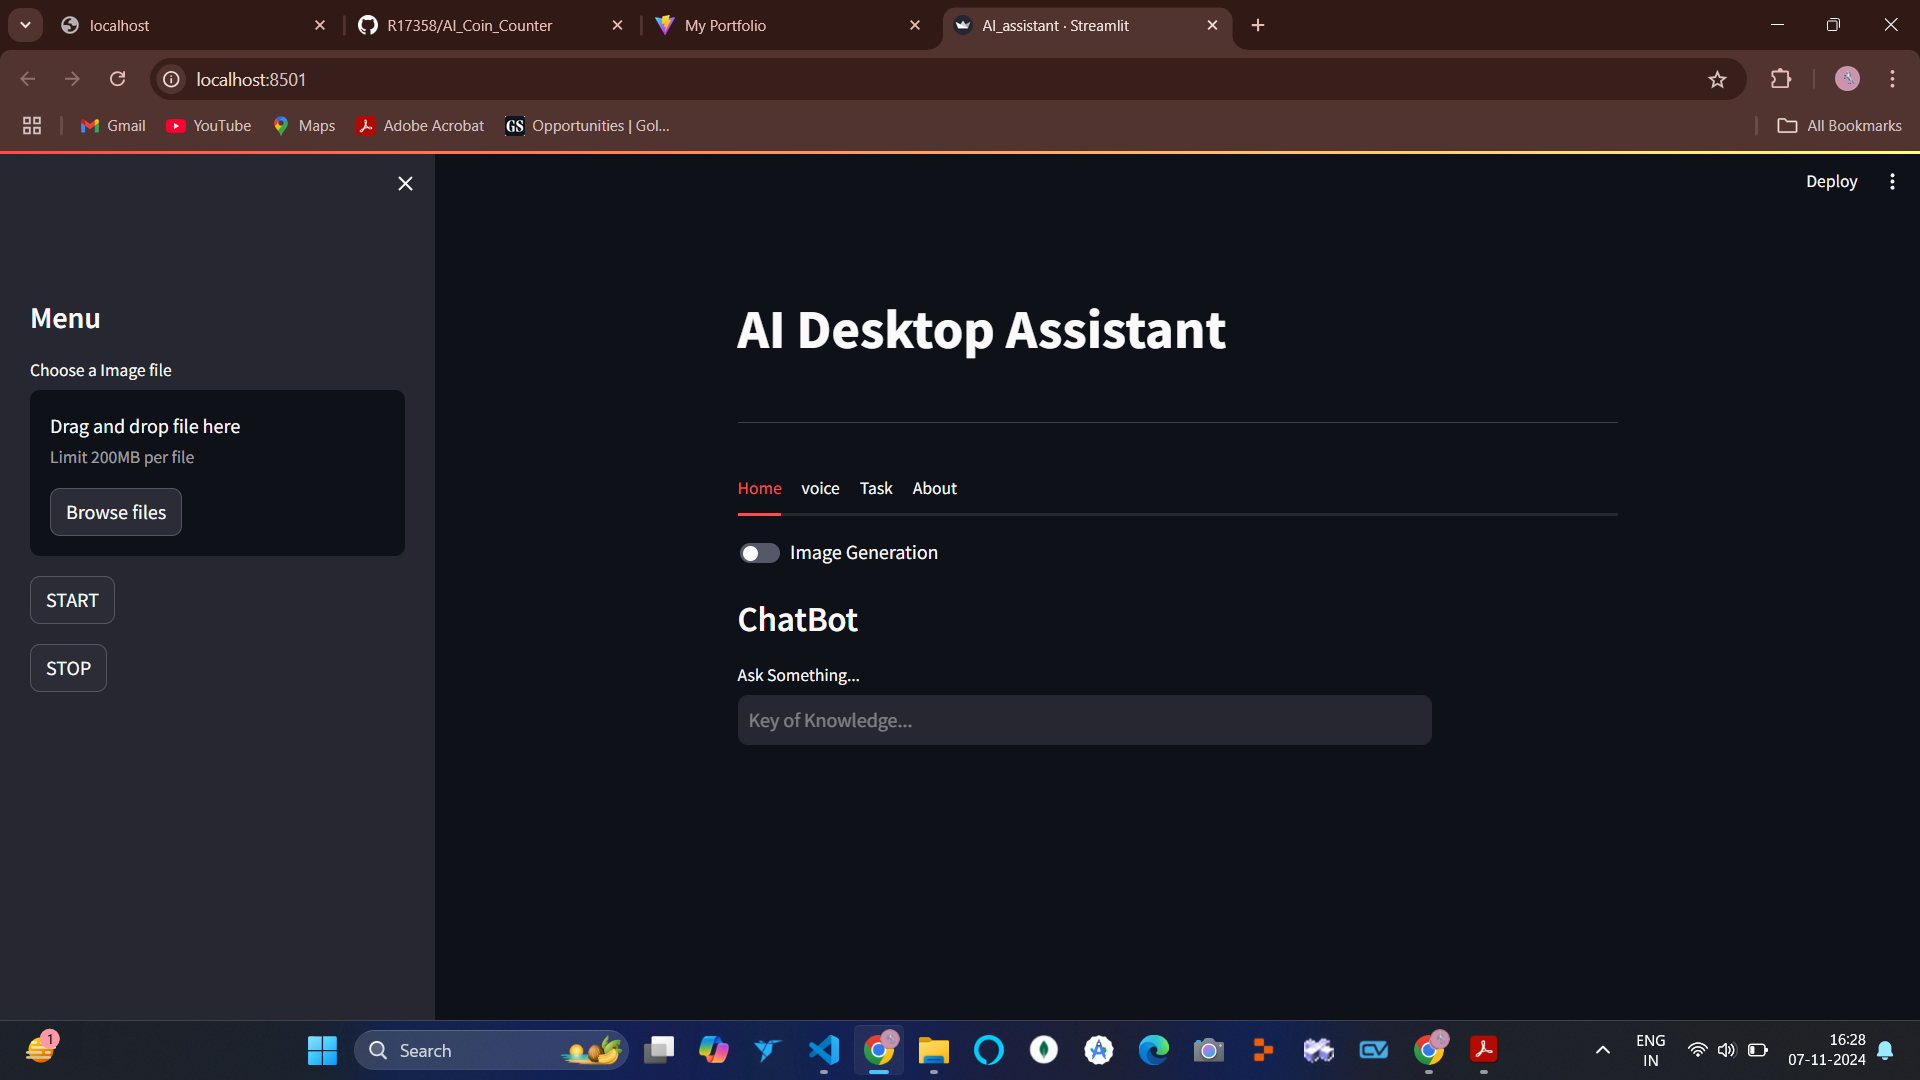 localhost
R17358/AI_Coin_Counter
My Portfolio
AI_assistant · Streamlit
localhost:8501
Gmail
YouTube
Maps
Adobe Acrobat
GS
Opportunities | Gol...
All Bookmarks
Deploy
Menu
Choose a Image file
Drag and drop file here
Limit 200MB per file
Browse files
START
STOP
AI Desktop Assistant
Home
voice
Task
About
Image Generation
ChatBot
Ask Something...
Key of Knowledge...
1
Search
ENG
IN
16:28
07-11-2024